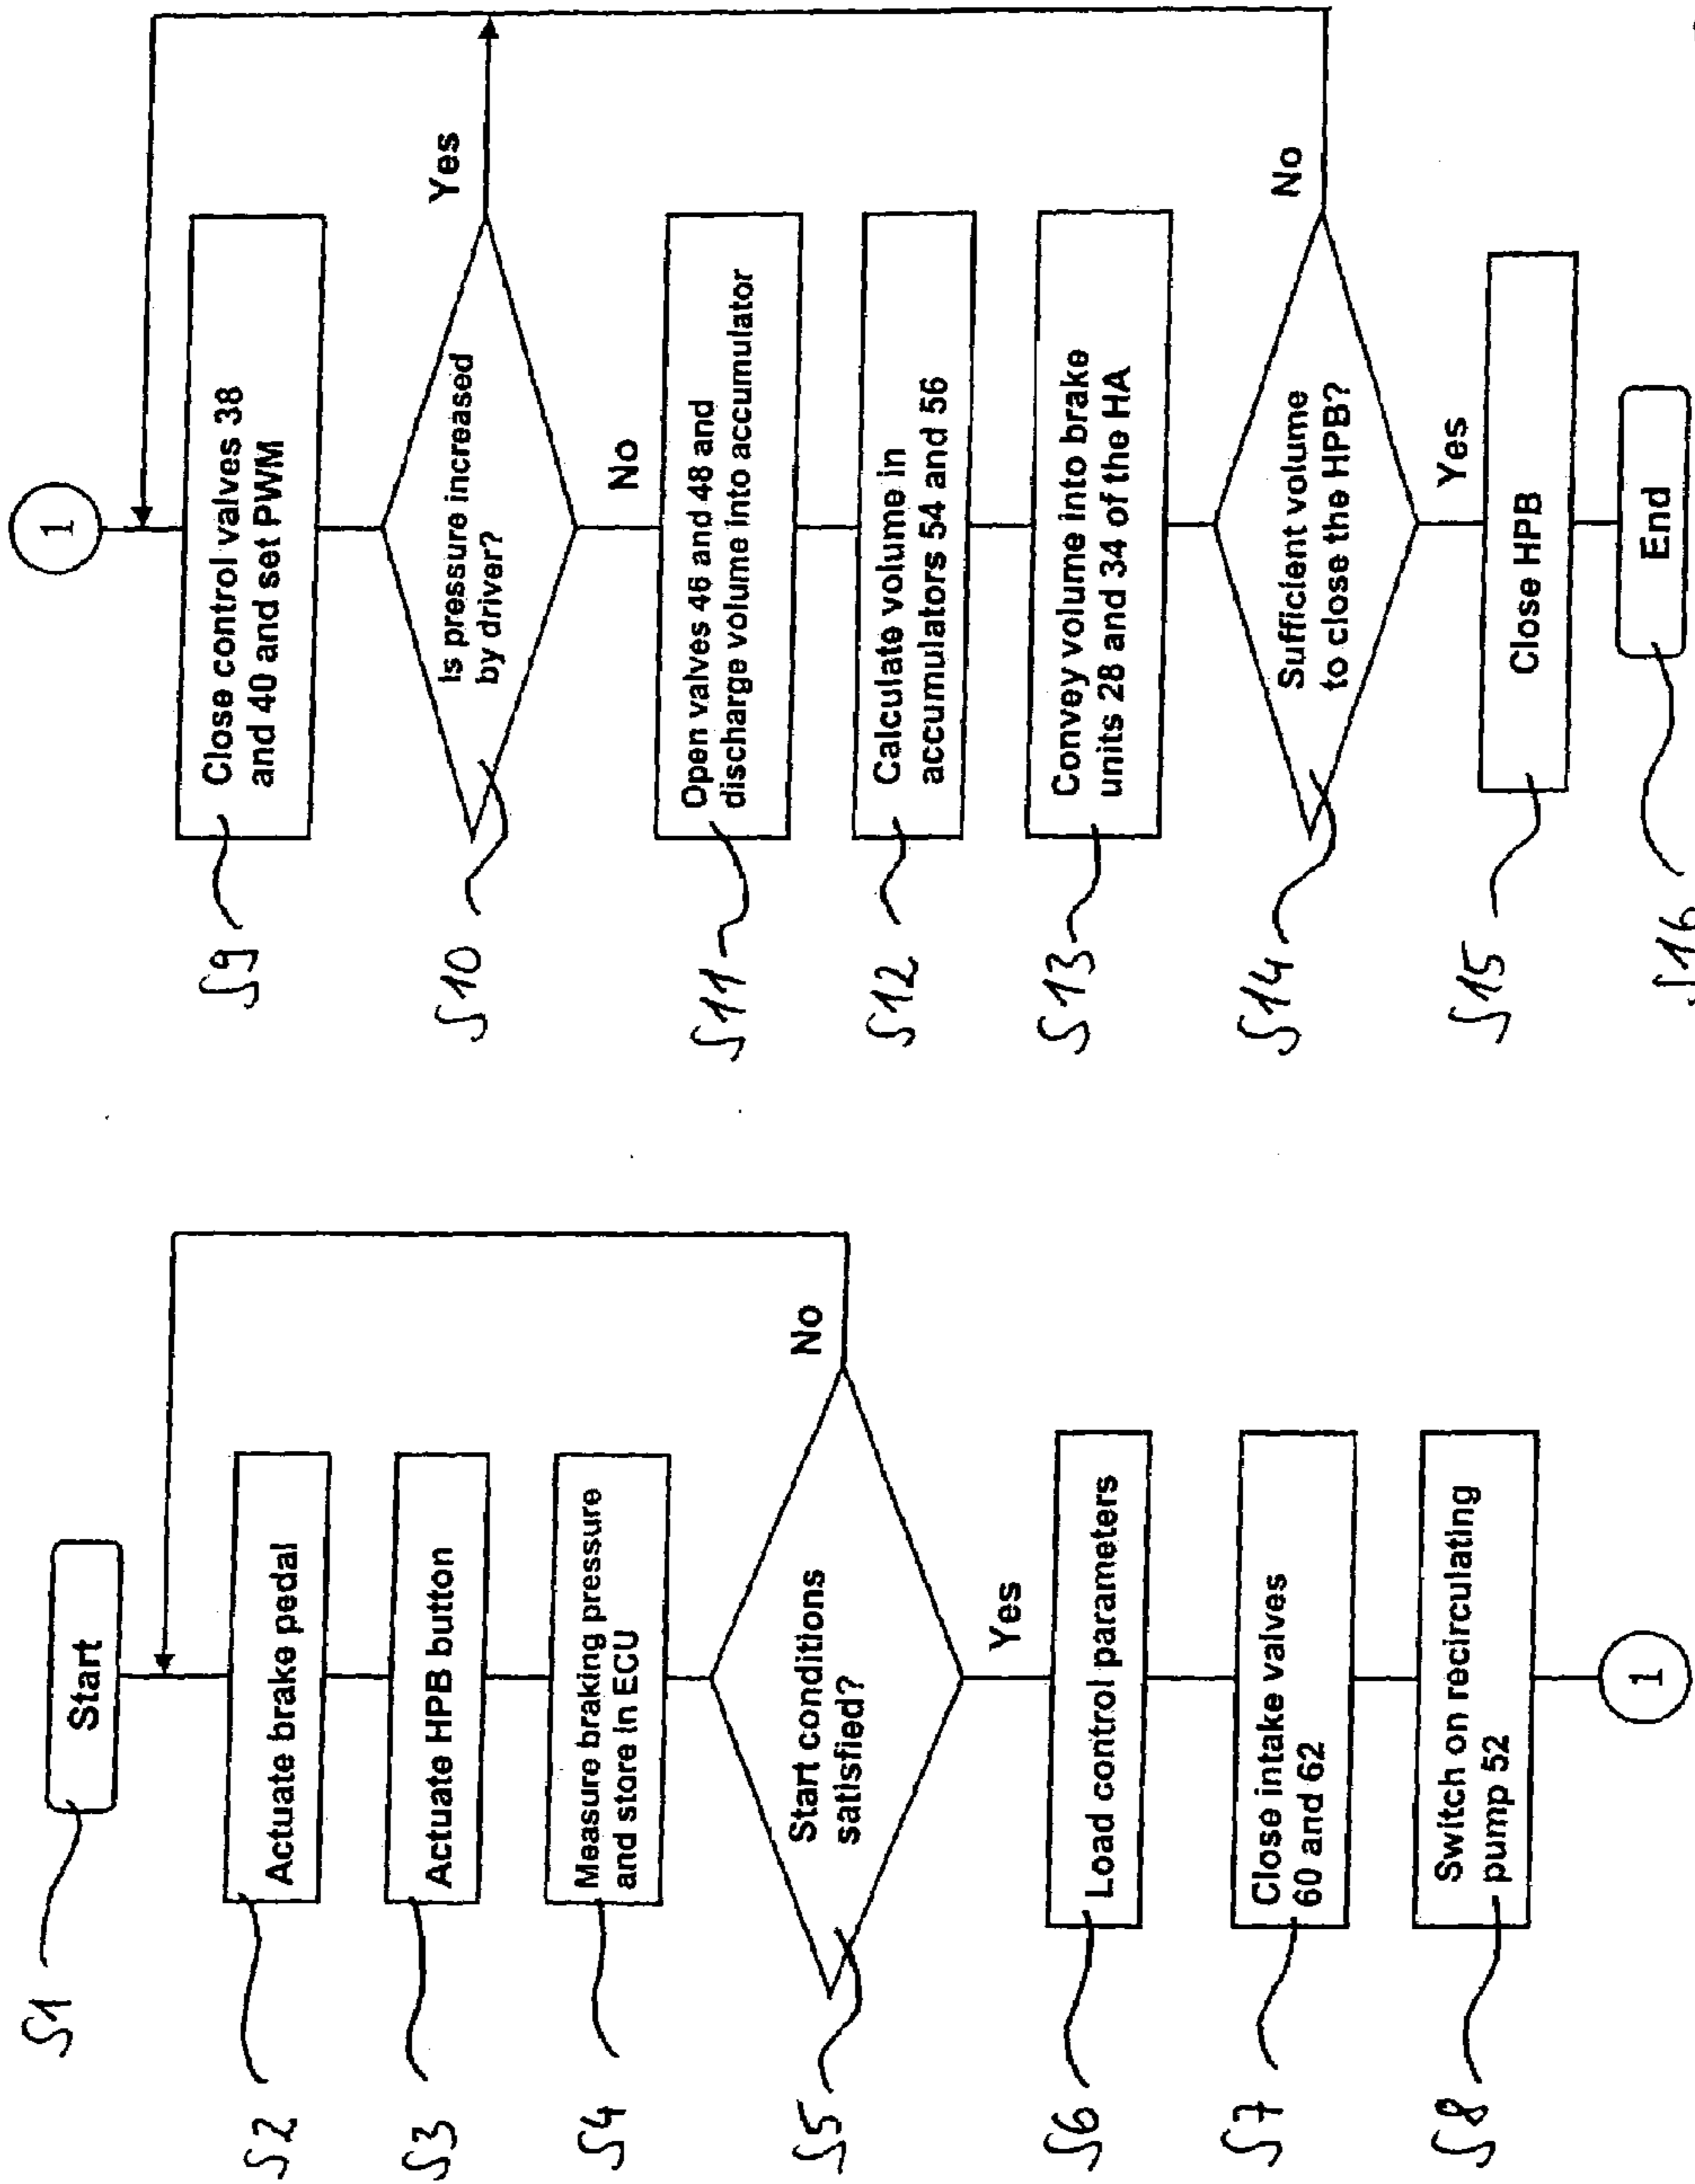 S1
Start
S2
Actuate brake pedal
S3
Actuate HPB button
S4
Measure braking pressure
and store in ECU
S5
Start conditions
satisfied?
No
Yes
S6
Load control parameters
S7
Close intake valves
60 and 62
S8
Switch on recirculating
pump 52
1
1
S9
Close control valves 38
and 40 and set PWM
S10
Is pressure increased
by driver?
Yes
No
S11
Open valves 46 and 48 and
discharge volume into accumulator
S12
Calculate volume in
accumulators 54 and 56
S13
Convey volume into brake
units 28 and 34 of the HA
S14
Sufficient volume
to close the HPB?
No
Yes
S15
Close HPB
S16
End